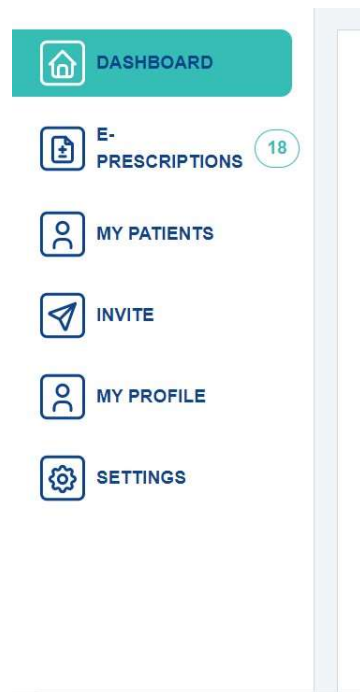 DASHBOARD
E-
PRESCRIPTIONS 18
MY PATIENTS
INVITE
MY PROFILE
SETTINGS